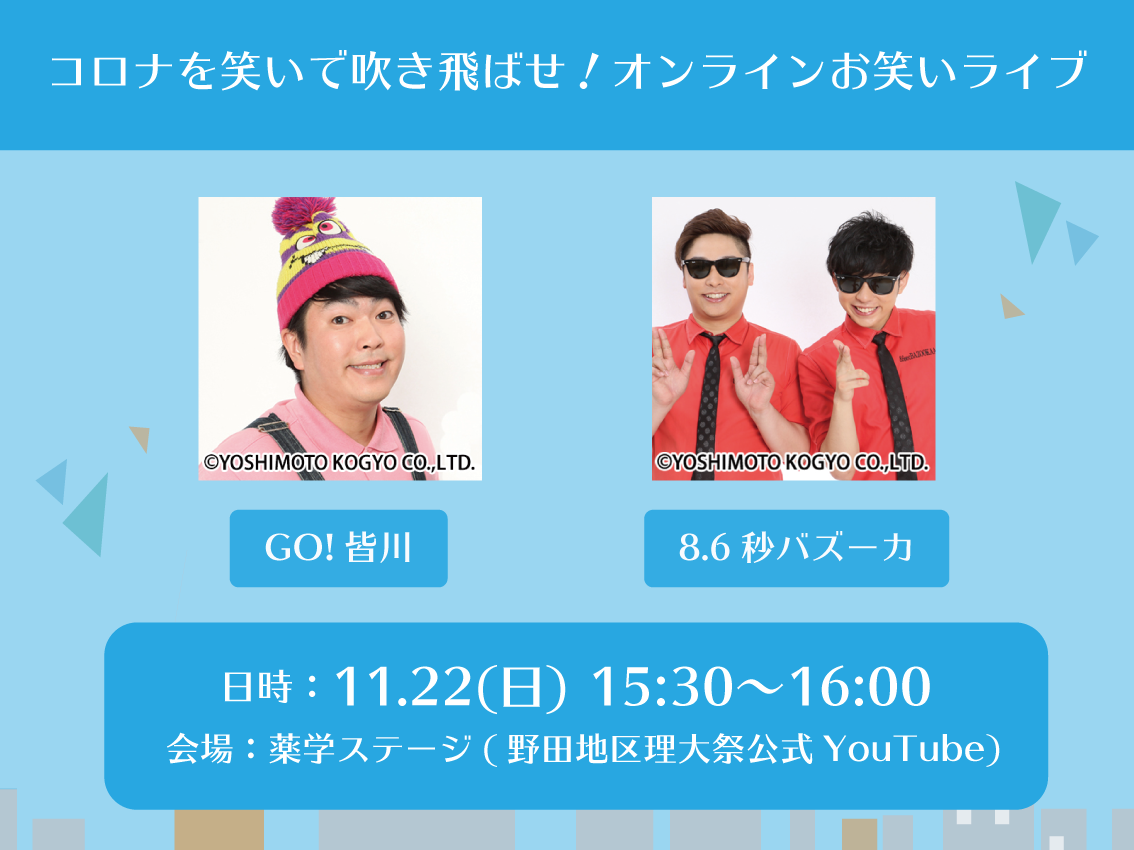 コロナを笑いで吹き飛ばせ！オンラインお笑いライブ
©YOSHIMOTO KOGYO CO.,LTD.
©YOSHIMOTO KOGYO CO.,LTD.
GO! 皆川
8.6 秒バズーカ
日時：11.22(日) 15:30〜16:00
会場：薬学ステージ ( 野田地区理大祭公式 YouTube)